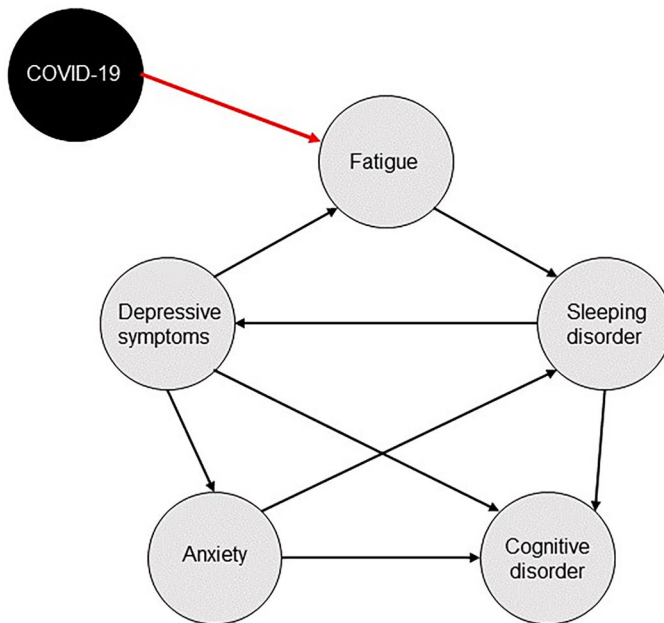 COVID-19
Fatigue
Depressive
symptoms
Sleeping
disorder
Anxiety
Cognitive
disorder